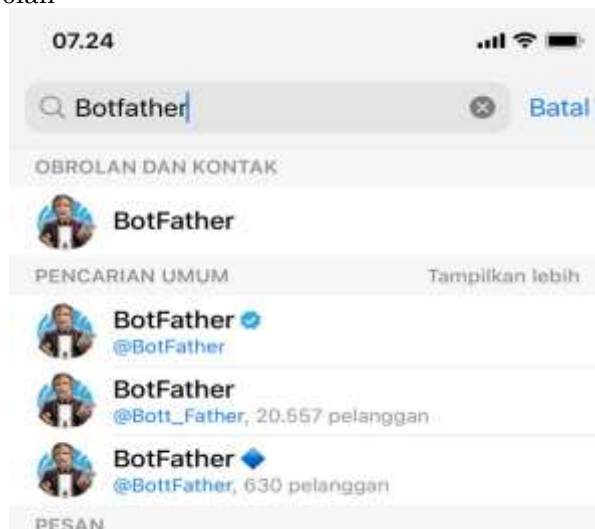 07.24
Botfather
Batal
OBROLAN DAN KONTAK
BotFather
PENCARIAN UMUM
Tampilkan lebih
BotFather
@BotFather
BotFather
@Bott_Father, 20.557 pelanggan
BotFather
@BottFather, 630 pelanggan
PESAN